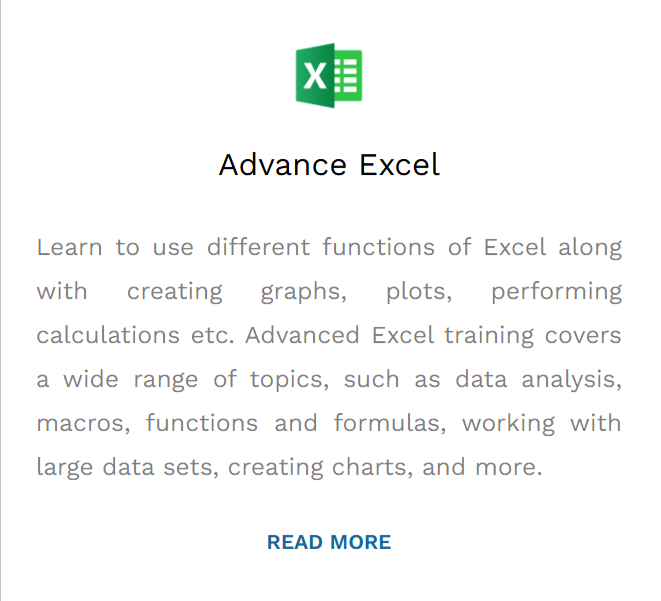 X
Advance Excel
Learn to use different functions of Excel along
with creating graphs, plots, performing
calculations etc. Advanced Excel training covers
a wide range of topics, such as data analysis,
macros, functions and formulas, working with
large data sets, creating charts, and more.
READ MORE